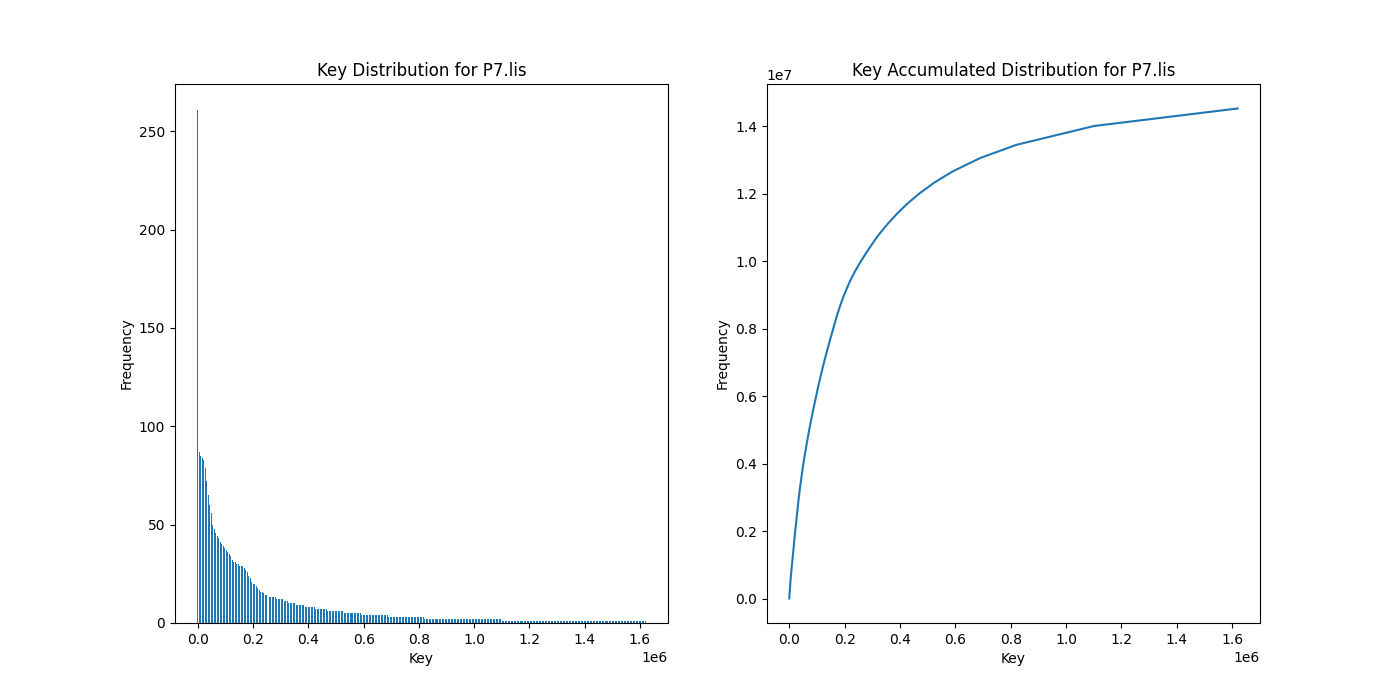 Key Distribution for P7.lis
250
200
150
100
50
0
Frequency
0.0 0.2 0.4 0.6 0.8 1.0 1.2 1.4 1.6
1e6
Key
Key Accumulated Distribution for P7.lis
1e7
1.4
1.2
1.0
0.8
0.6
0.4
0.2
0.0
Frequency
0.0 0.2 0.4 0.6 0.8 1.0 1.2 1.4 1.6
1e6
Key